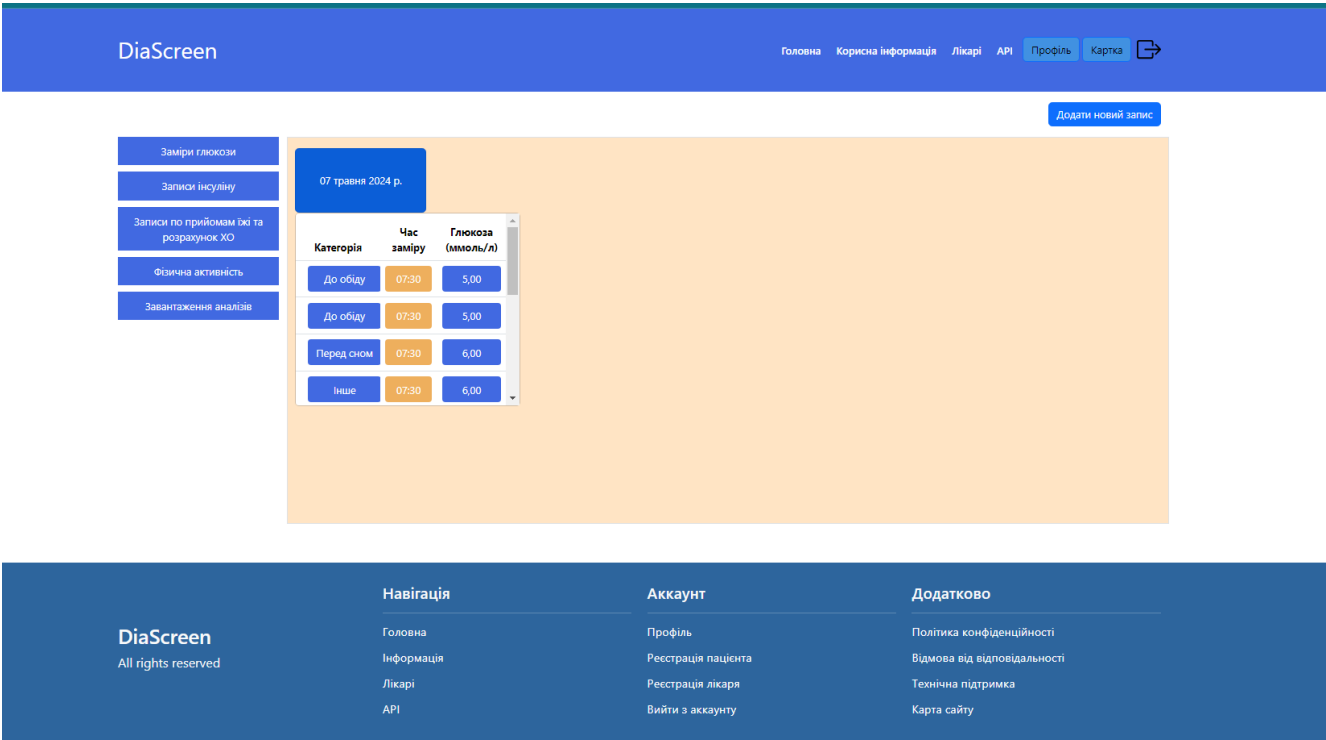 DiaScreen
Головна Корисна інформація Лікарі API Профіль Картка
Додати новий запис
Заміри глюкози
Записи інсуліну
Записи по прийомам їжі та
розрахунок ХО
Фізична активність
Завантаження аналізів
07 травня 2024 р.
Категорія Час заміру Глюкоза (ммоль/л)
До обіду 07:30 5,00
До обіду 07:30 5,00
Перед сном 07:30 6,00
Інше 07:30 6,00
DiaScreen
All rights reserved
Навігація
Головна
Інформація
Лікарі
API
Аккаунт
Профіль
Реєстрація пацієнта
Реєстрація лікаря
Вийти з аккаунту
Додатково
Політика конфіденційності
Відмова від відповідальності
Технічна підтримка
Карта сайту